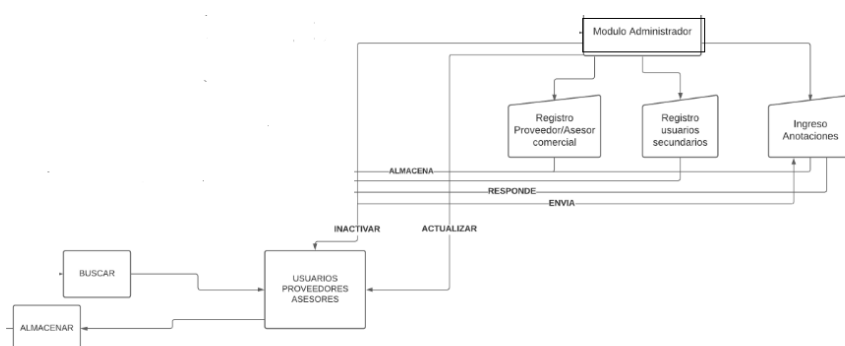 Modulo Administrador
Registro
Proveedor/Asesor
comercial
Registro
usuarios
secundarios
Ingreso
Anotaciones
ALMACENA
RESPONDE
ENVIA
INACTIVAR
ACTUALIZAR
BUSCAR
USUARIOS
PROVEEDORES
ASESORES
ALMACENAR